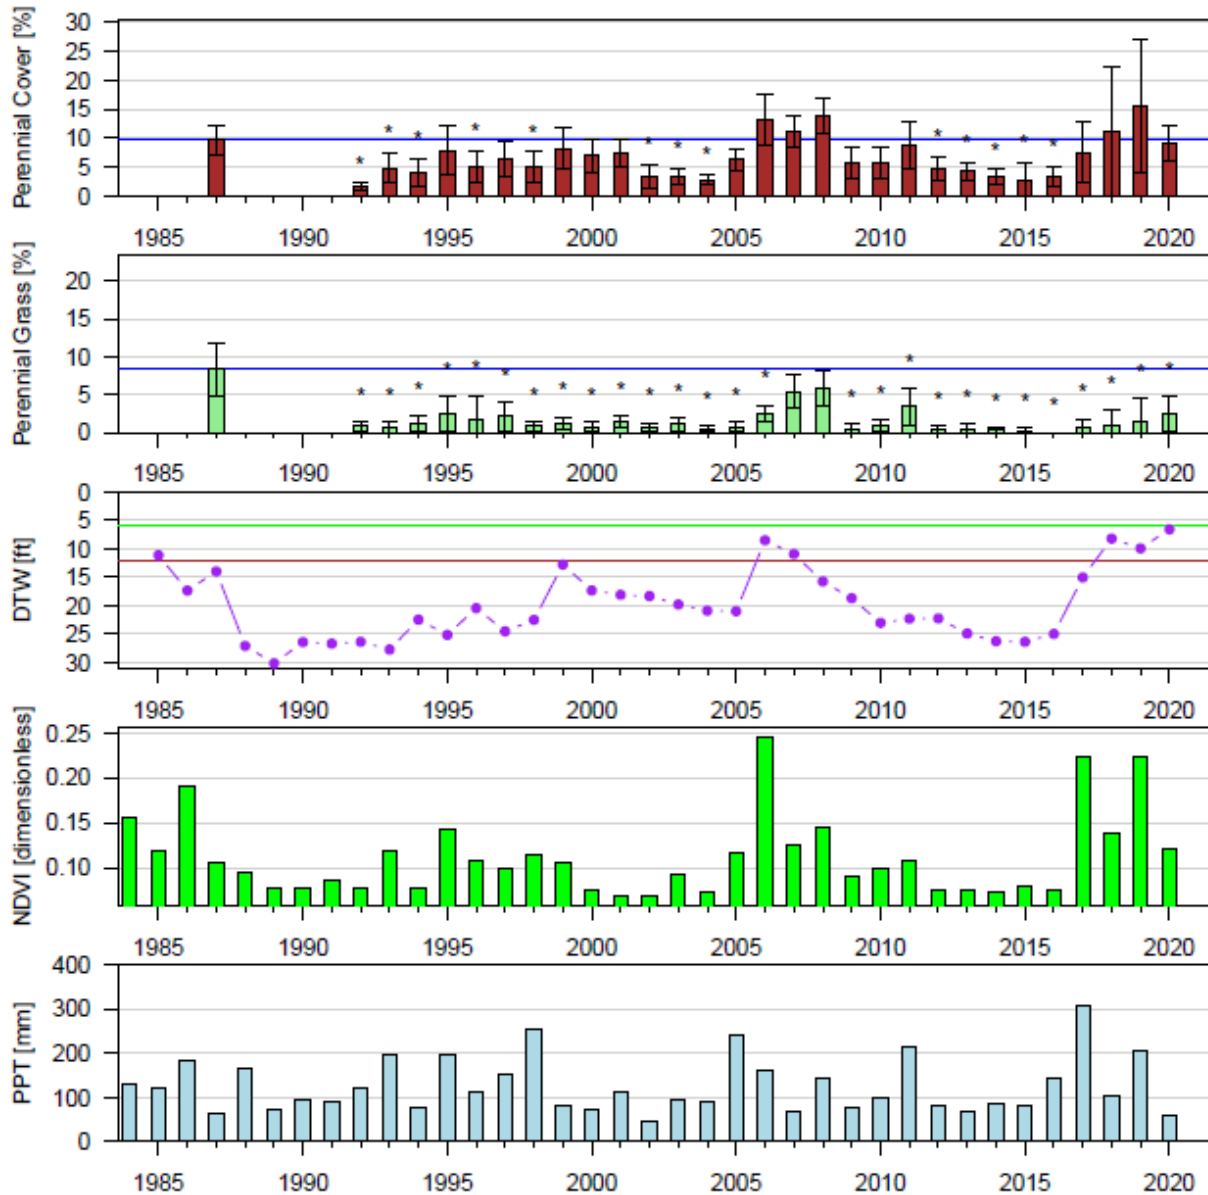 Perennial Cover [%]
30
25
20
15
10
5
0
* * * * * * * * * * * * *
1985 1990 1995 2000 2005 2010 2015 2020
Perennial Grass [%]
20
15
10
5
0
* * * * * * * * * * * * * * * * * * * * * * * * * * *
1985 1990 1995 2000 2005 2010 2015 2020
DTW [ft]
0
5
10
15
20
25
30
1985 1990 1995 2000 2005 2010 2015 2020
NDVI [dimensionless]
0.25
0.20
0.15
0.10
1985 1990 1995 2000 2005 2010 2015 2020
PPT [mm]
400
300
200
100
0
1985 1990 1995 2000 2005 2010 2015 2020